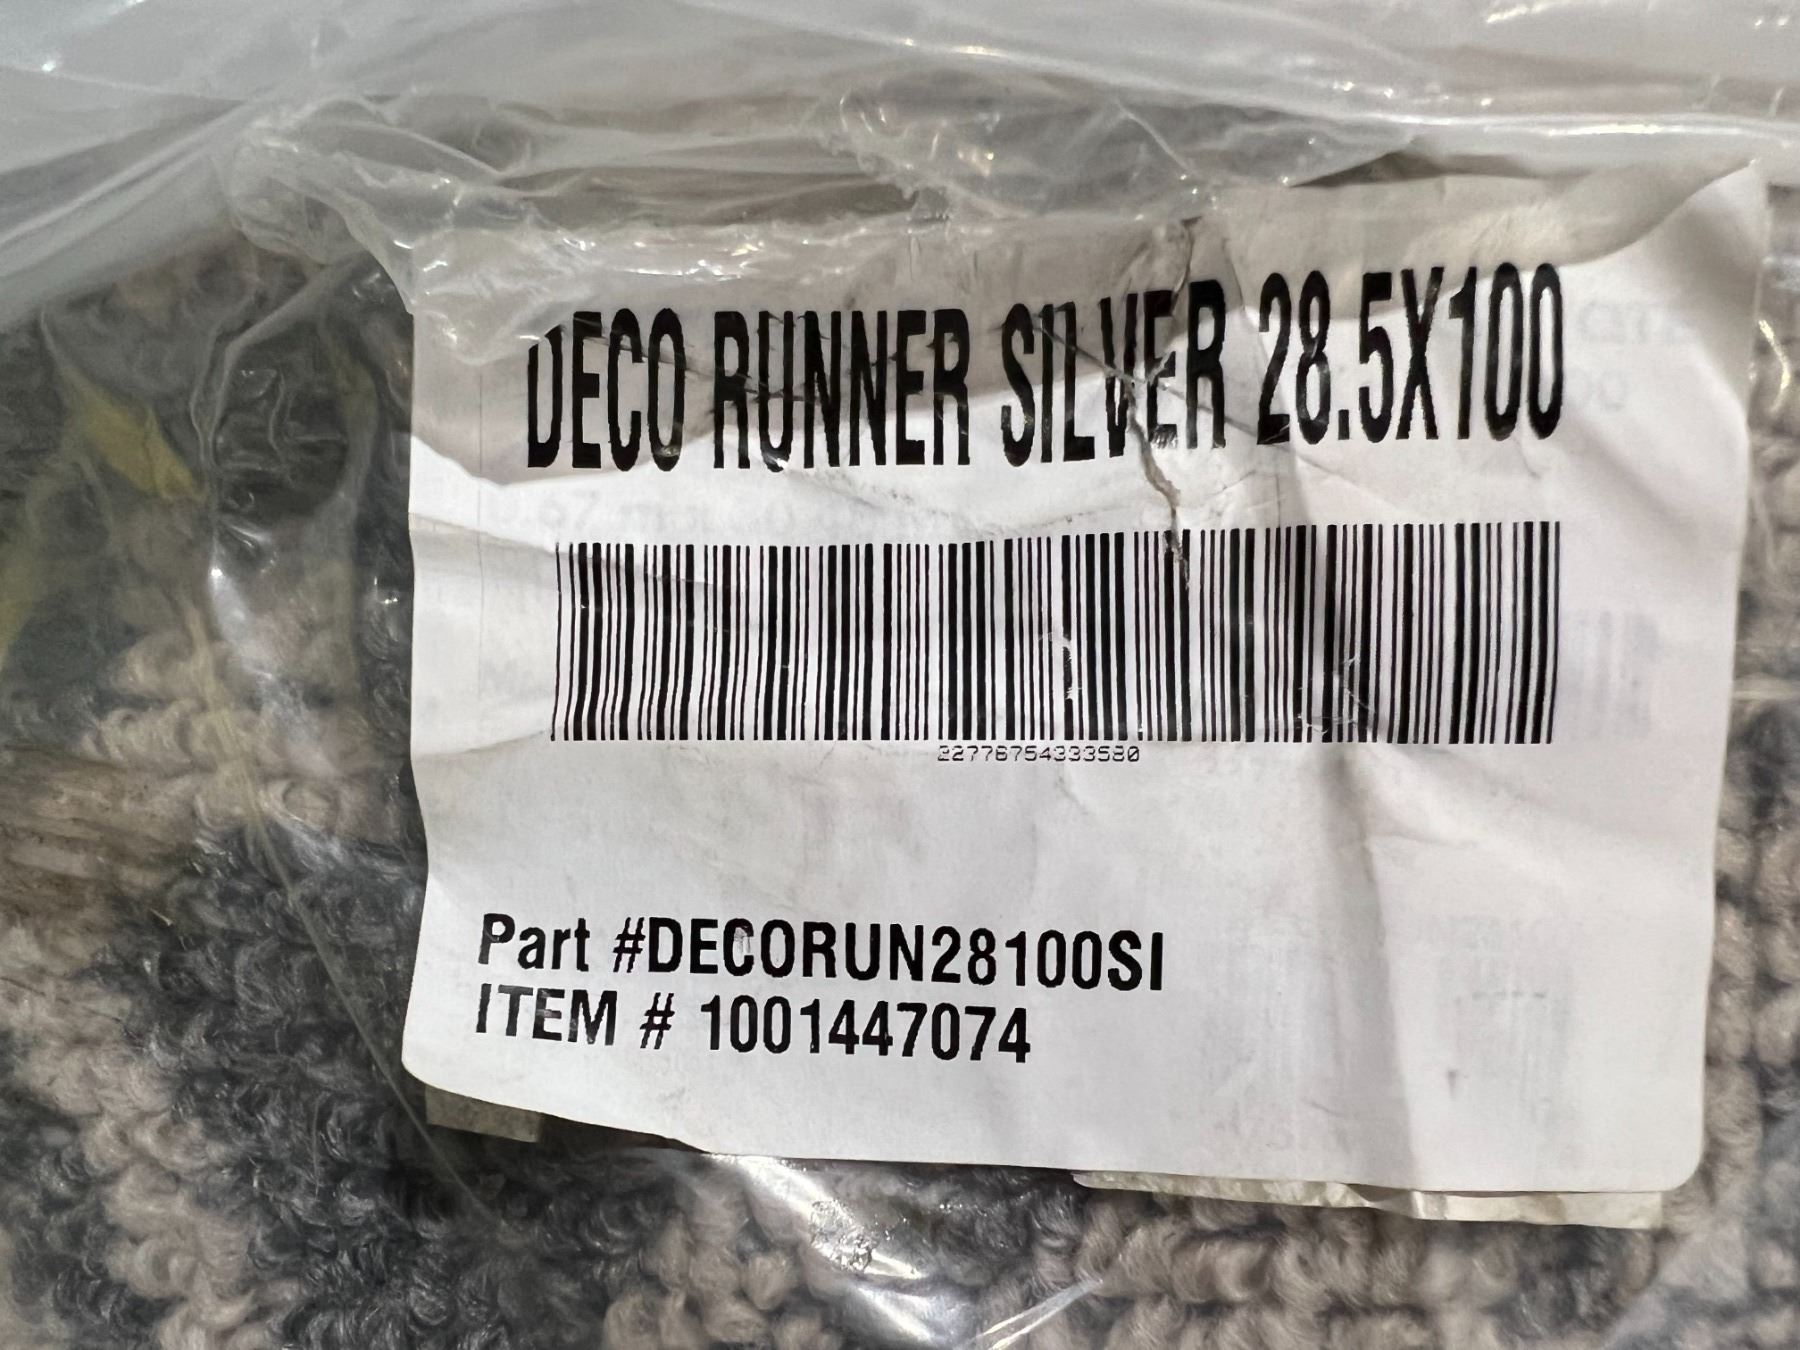 DECO RUNNER SILVER 28.5X100
22778754333580
Part #DECORUN28100SI
ITEM # 1001447074